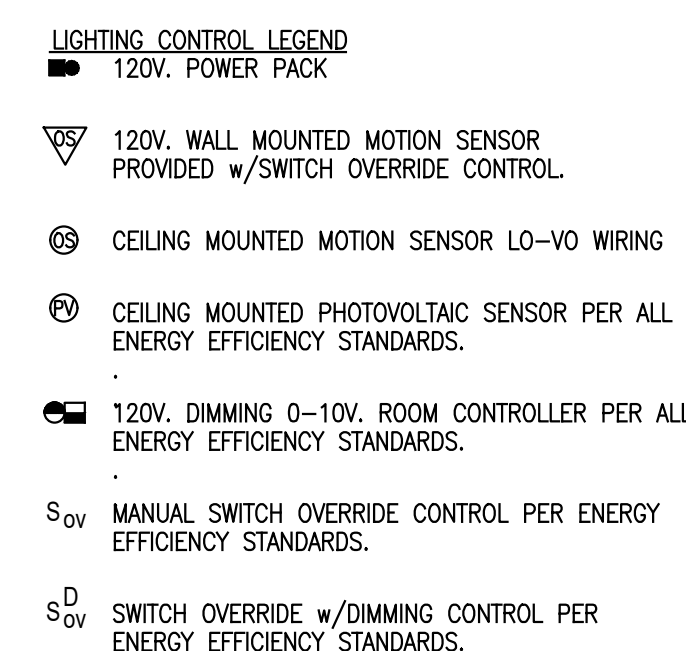 LIGHTING CONTROL LEGEND
120V. POWER PACK
OS 120V. WALL MOUNTED MOTION SENSOR
PROVIDED w/SWITCH OVERRIDE CONTROL.
OS CEILING MOUNTED MOTION SENSOR LO-VO WIRING
PV CEILING MOUNTED PHOTOVOLTAIC SENSOR PER ALL
ENERGY EFFICIENCY STANDARDS.
.
120V. DIMMING 0-10V. ROOM CONTROLLER PER ALL
ENERGY EFFICIENCY STANDARDS.
.
S OV MANUAL SWITCH OVERRIDE CONTROL PER ENERGY
EFFICIENCY STANDARDS.
S D OV SWITCH OVERRIDE w/DIMMING CONTROL PER
ENERGY EFFICIENCY STANDARDS.